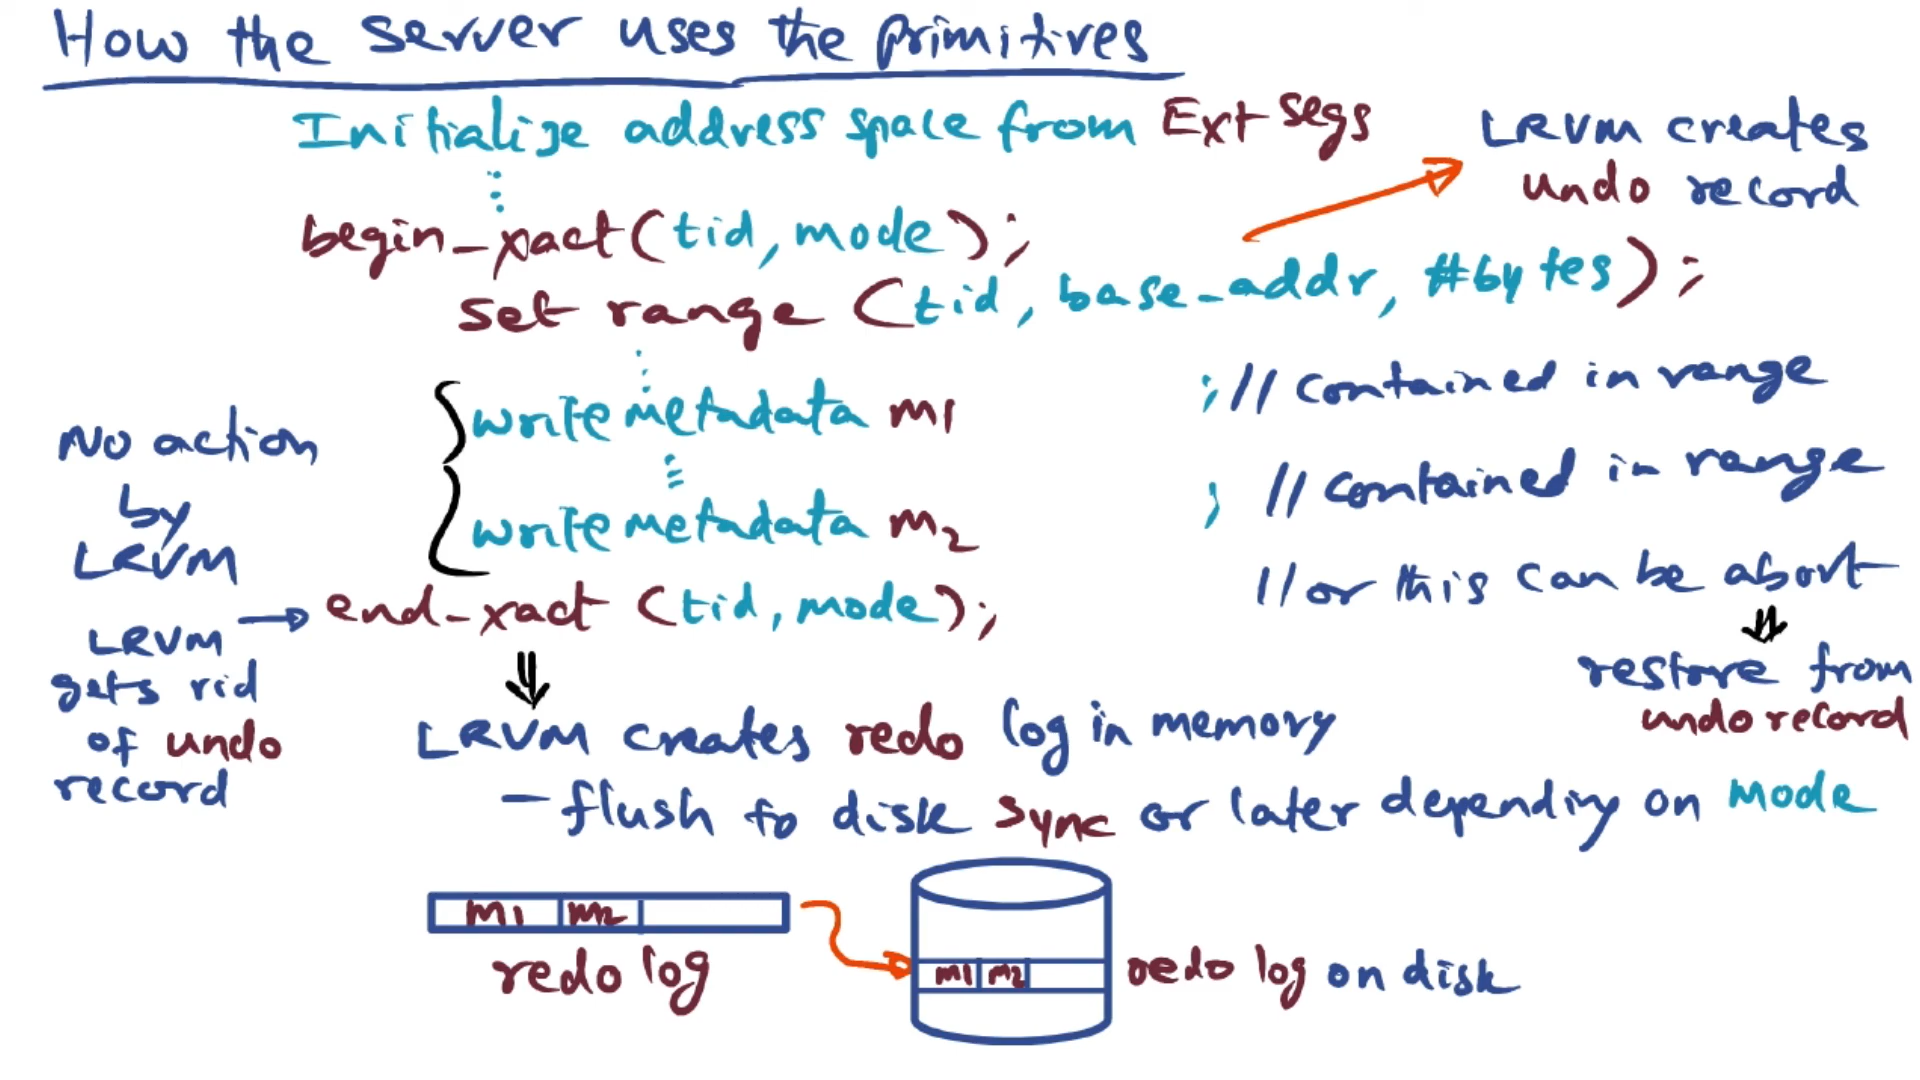 How the server uses the primitives
Initialize address space from Ext segs
LRVM creates
undo record
begin_xact(tid, mode);
set range (tid, base_addr, #bytes);
write metadata m1 ; // contained in range
write metadata m2 ; // contained in range
end_xact (tid, mode); // or this can be abort
restore from
undo record
No action
by
LRVM
LRVM
gets rid
of undo
record
LRVM creates redo log in memory
- flush to disk sync or later depending on mode
m1 m2
redo log
m1 m2
redo log on disk